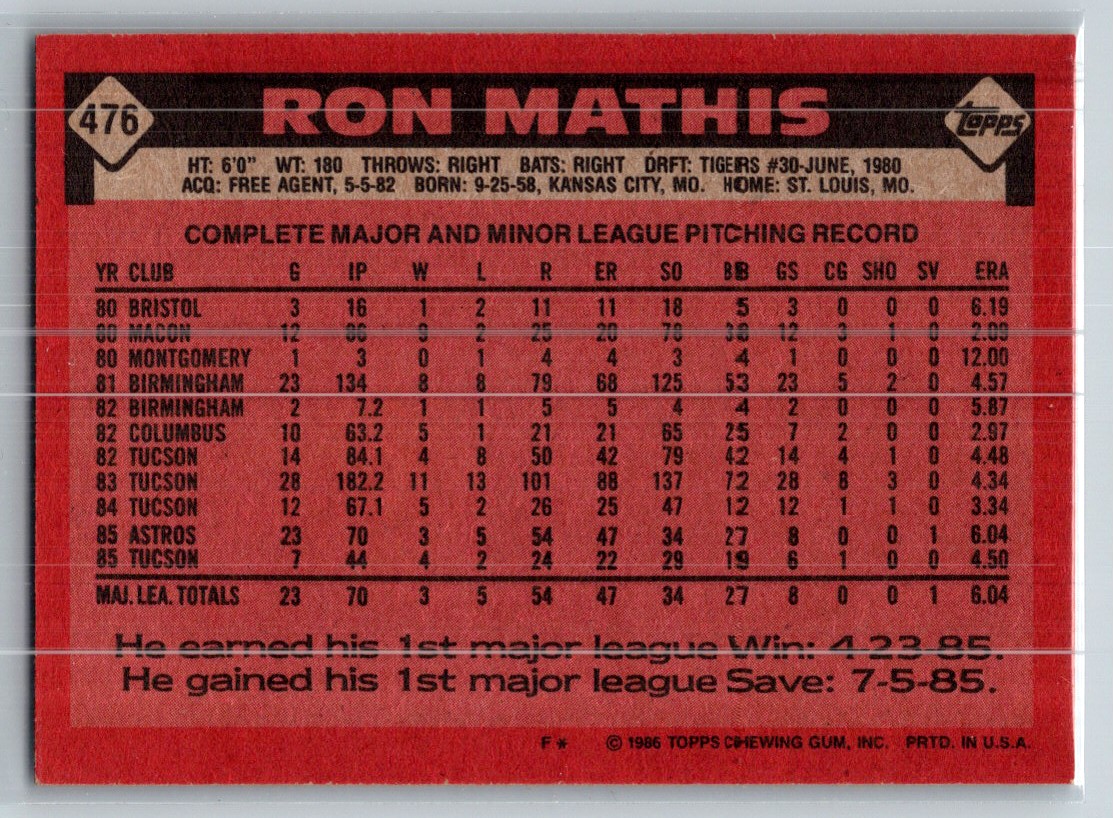 476
RON MATHIS
Topps
HT: 6'0" WT: 180 THROWS: RIGHT BATS: RIGHT DRFT: TIGERS #30-JUNE, 1980
ACQ: FREE AGENT, 5-5-82 BORN: 9-25-58, KANSAS CITY, MO. HOME: ST. LOUIS, MO.
COMPLETE MAJOR AND MINOR LEAGUE PITCHING RECORD
YR CLUB G IP W L R ER SO BB GS CG SHO SV ERA
80 BRISTOL 3 16 1 2 11 11 18 5 3 0 0 0 6.19
80 MACON 12 2 12 3 1 0
80 MONTGOMERY 1 3 0 1 4 4 3 4 1 0 0 0 12.00
81 BIRMINGHAM 23 134 8 8 79 68 125 53 23 5 2 0 4.57
82 BIRMINGHAM 2 7.2 1 1 5 5 4 4 2 0 0 0 5.87
82 COLUMBUS 10 63.2 5 1 21 21 65 25 7 2 0 0 2.97
82 TUCSON 14 84.1 4 8 50 42 79 42 14 4 1 0 4.48
83 TUCSON 28 182.2 11 13 101 88 137 72 28 3 0 4.34
84 TUCSON 12 67.1 5 2 26 25 47 12 12 1 1 0 3.34
85 ASTROS 23 70 3 5 54 47 34 27 8 0 0 1 6.04
85 TUCSON 7 44 4 2 24 22 29 19 6 1 0 0 4.50
MAJ. LEA. TOTALS 23 70 3 5 54 47 34 27 8 0 0 1 6.04
He earned his 1st major league Win: 4-23-85.
He gained his 1st major league Save: 7-5-85.
F* © 1986 TOPPS CHEWING GUM, INC. PRTD. IN U.S.A.